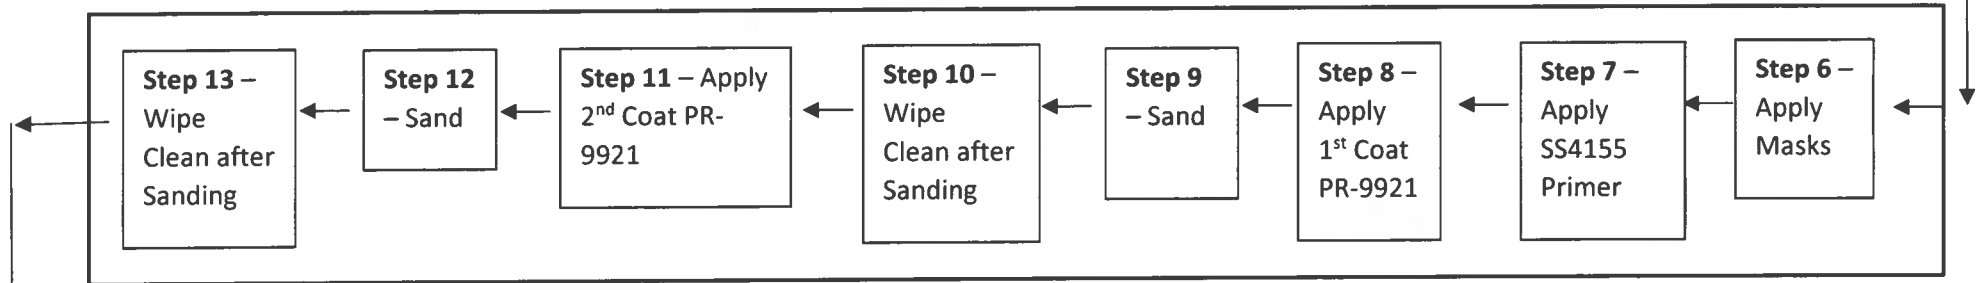 Step 13 –
Wipe
Clean after
Sanding
Step 12
– Sand
Step 11 – Apply
2nd Coat PR-
9921
Step 10 –
Wipe
Clean after
Sanding
Step 9
– Sand
Step 8 –
Apply
1st Coat
PR-9921
Step 7 –
Apply
SS4155
Primer
Step 6 –
Apply
Masks